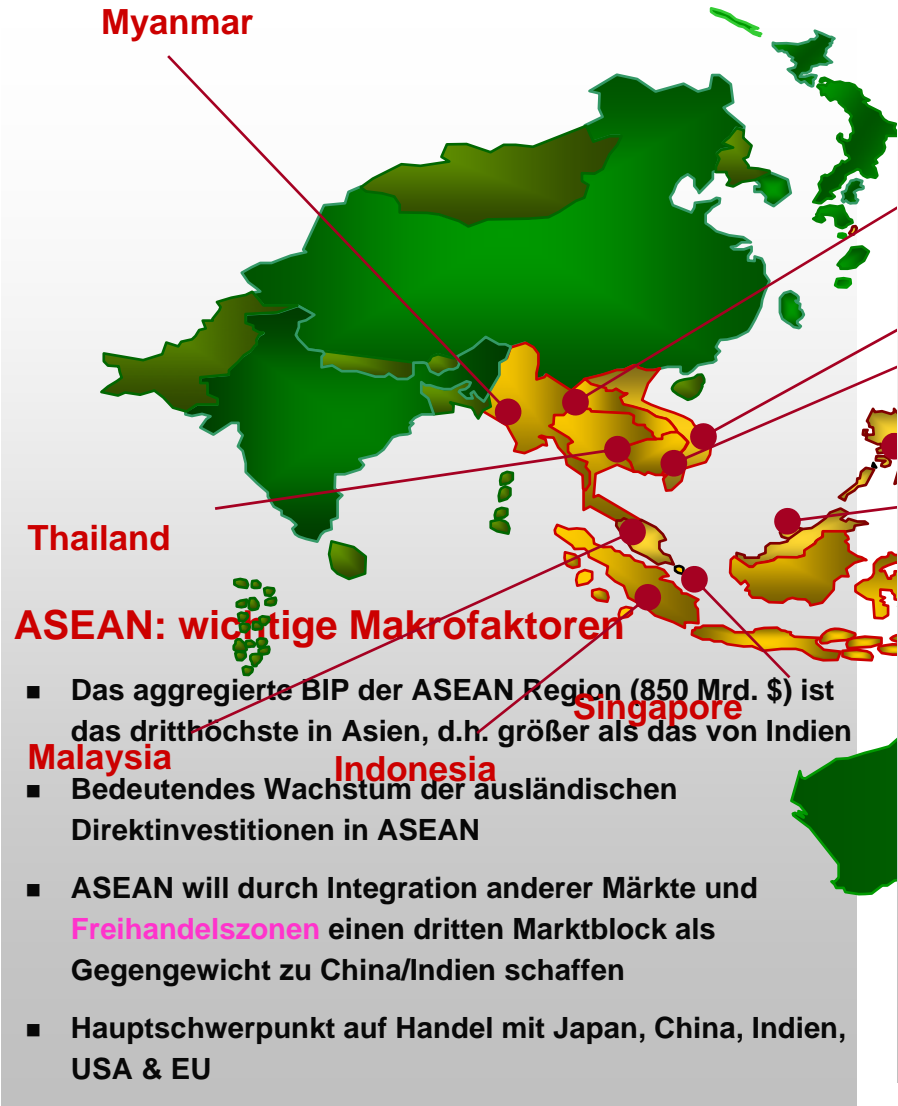 Myanmar
Thailand
ASEAN: wichtige Makrofaktoren
■ Das aggregierte BIP der ASEAN Region (850 Mrd. $) ist
das dritthöchste in Asien, d.h. größer als das von Indien
Singapore
Malaysia
Indonesia
■ Bedeutendes Wachstum der ausländischen
Direktinvestitionen in ASEAN
■ ASEAN will durch Integration anderer Märkte und
Freihandelszonen einen dritten Marktblock als
Gegengewicht zu China/Indien schaffen
■ Hauptschwerpunkt auf Handel mit Japan, China, Indien,
USA & EU